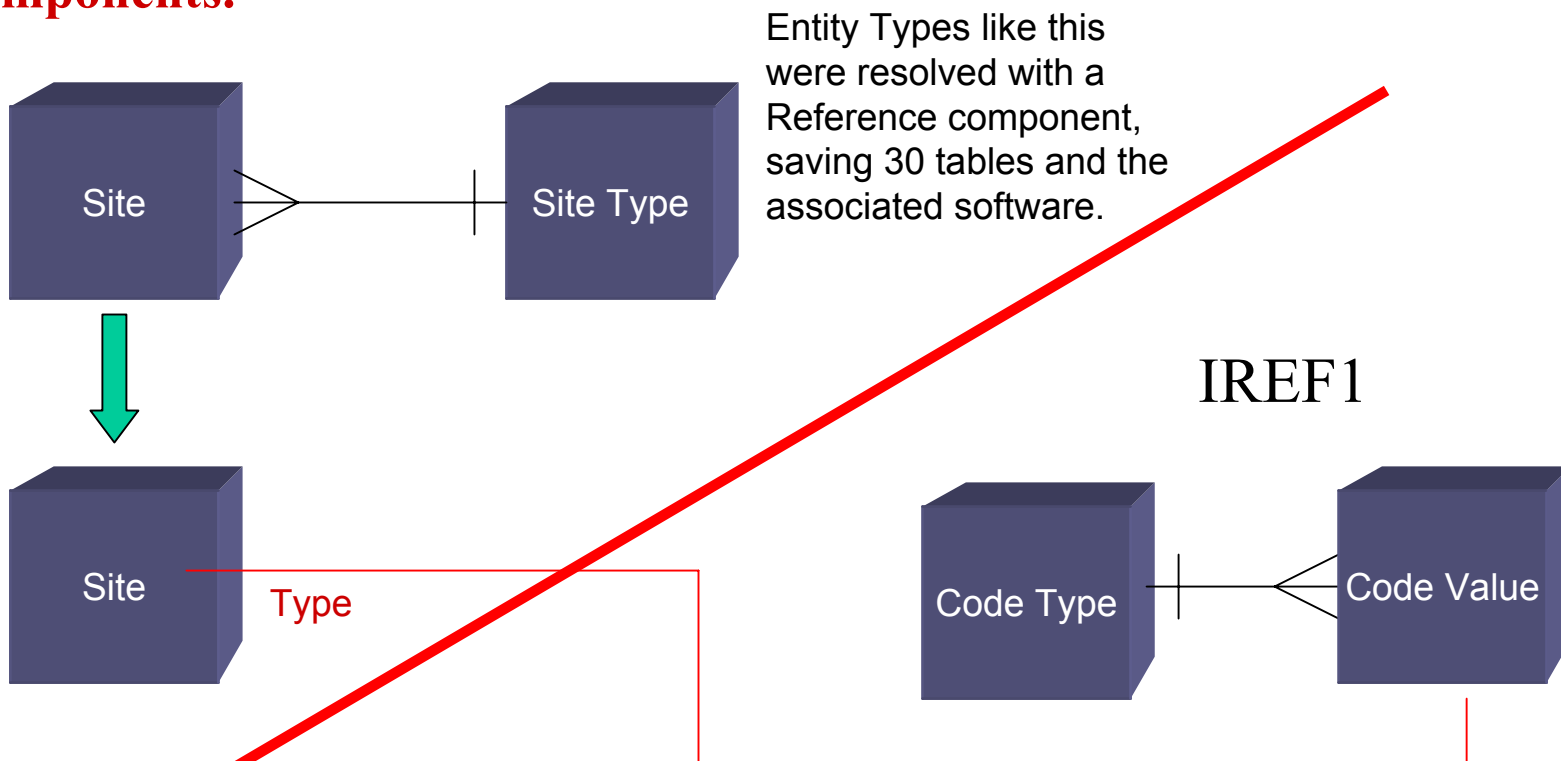 Entity Types like this
were resolved with a
Reference component,
saving 30 tables and the
associated software.
Site
Site Type
IREF1
Site
Type
Code Type
Code Value